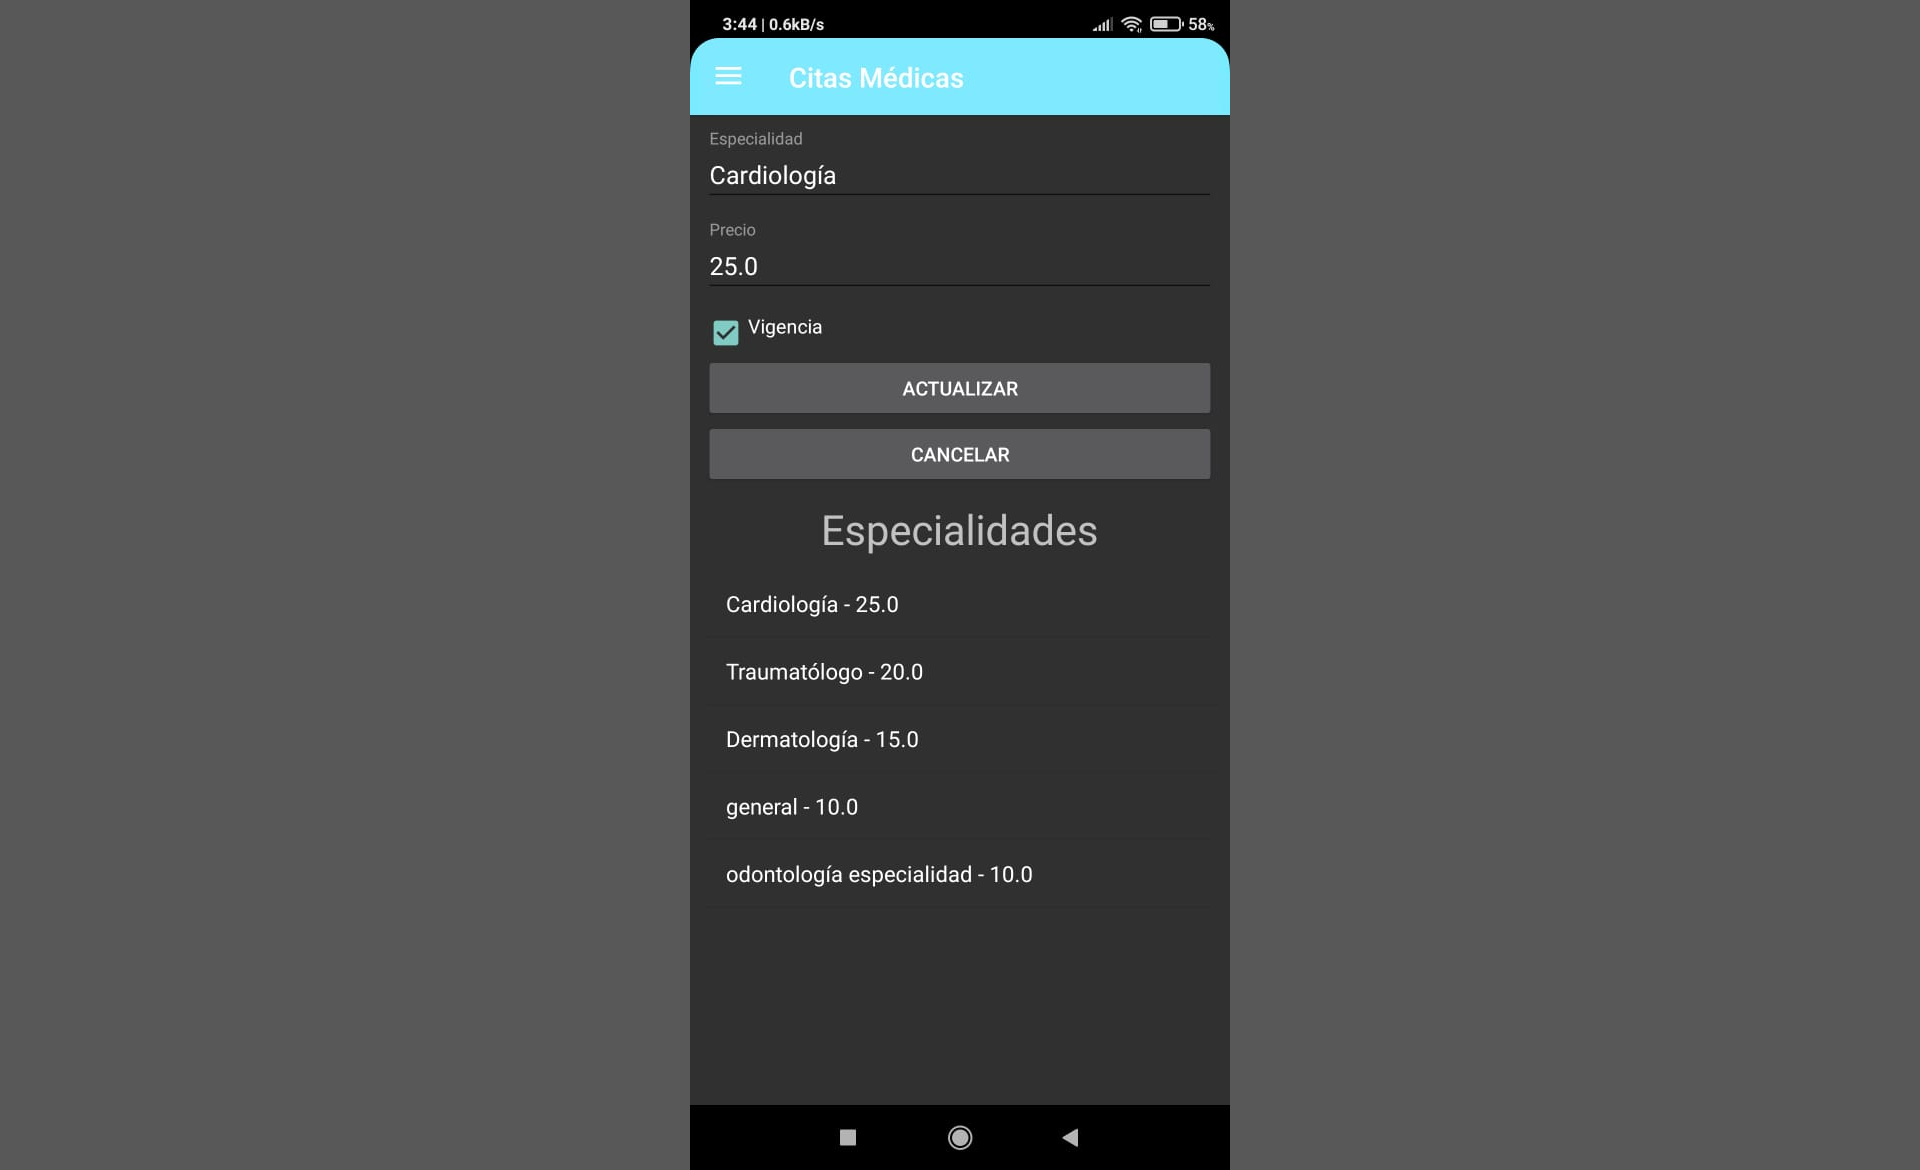 3:44 | 0.6kB/s 58%
Citas Médicas
Especialidad
Cardiología
Precio
25.0
Vigencia
ACTUALIZAR
CANCELAR
Especialidades
Cardiología - 25.0
Traumatólogo - 20.0
Dermatología - 15.0
general - 10.0
odontología especialidad - 10.0